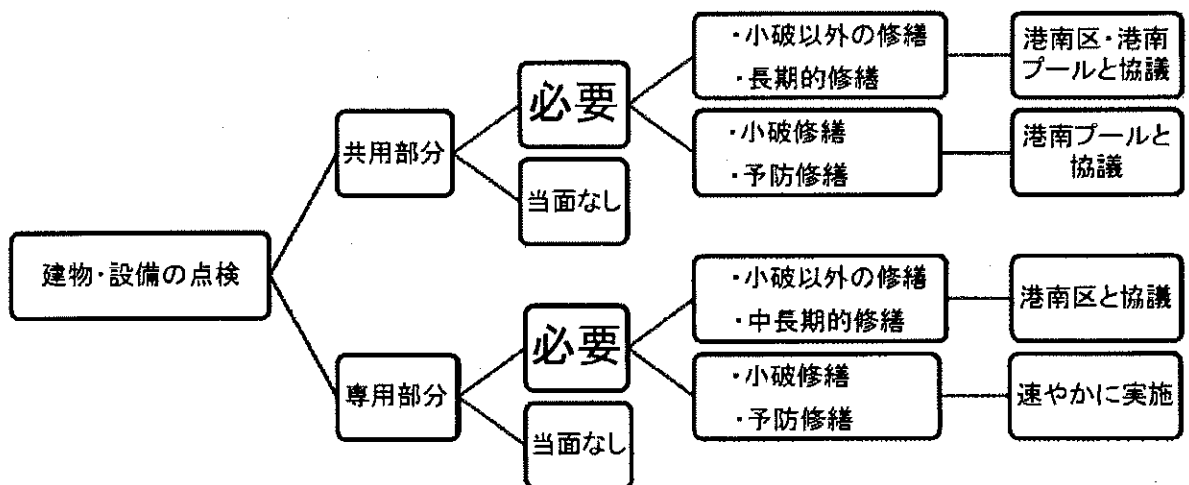 建物・設備の点検
共用部分
必要
・小破以外の修繕
・長期的修繕
港南区・港南
プールと協議
・小破修繕
・予防修繕
港南プールと
協議
当面なし
専用部分
必要
・小破以外の修繕
・中長期的修繕
港南区と協議
・小破修繕
・予防修繕
速やかに実施
当面なし